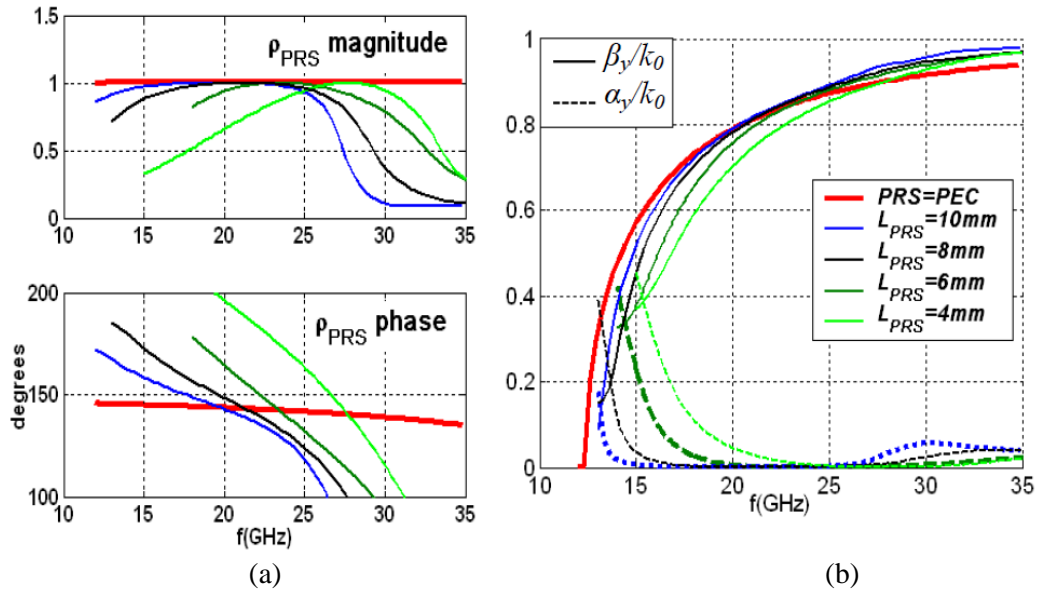 1.5
1
0.5
0
ρPRS magnitude
10 15 20 25 30 35
200
150
100
degrees
ρPRS phase
10 15 20 25 30 35
f(GHz)
(a)
1
0.8
0.6
0.4
0.2
0
βy/k0
αy/k0
PRS=PEC
LPRS=10mm
LPRS=8mm
LPRS=6mm
LPRS=4mm
10 15 20 25 30 35
f(GHz)
(b)